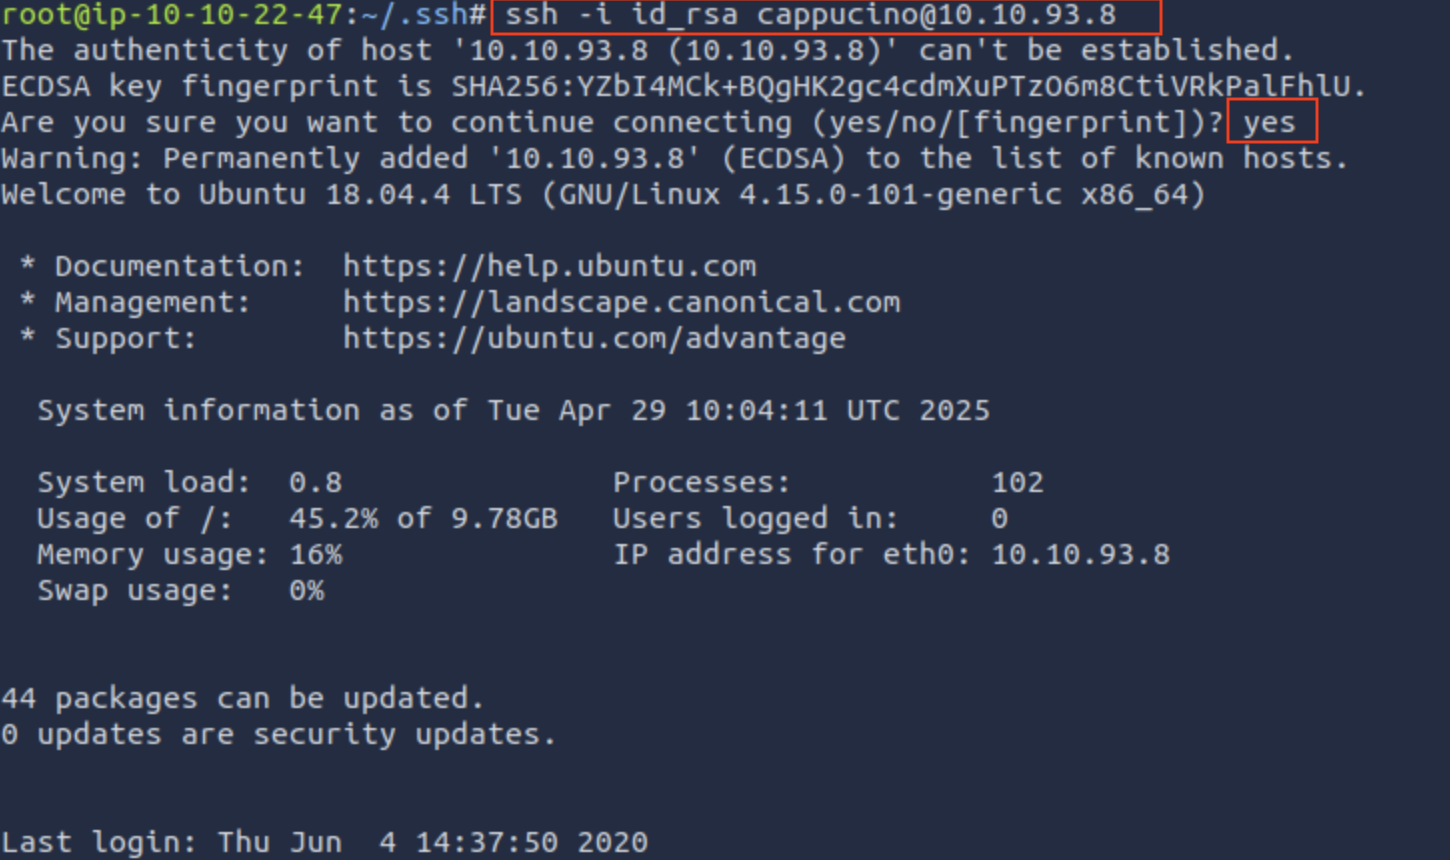 root@ip-10-10-22-47:~/.ssh# ssh -i id_rsa cappucino@10.10.93.8
The authenticity of host '10.10.93.8 (10.10.93.8)' can't be established.
ECDSA key fingerprint is SHA256:YZbI4MCk+BQgHK2gc4cdmXuPTzO6m8CtiVRkPalFhlU.
Are you sure you want to continue connecting (yes/no/[fingerprint])? yes
Warning: Permanently added '10.10.93.8' (ECDSA) to the list of known hosts.
Welcome to Ubuntu 18.04.4 LTS (GNU/Linux 4.15.0-101-generic x86_64)
* Documentation:  https://help.ubuntu.com
* Management:     https://landscape.canonical.com
* Support:        https://ubuntu.com/advantage
System information as of Tue Apr 29 10:04:11 UTC 2025
System load:  0.8               Processes:           102
Usage of /:   45.2% of 9.78GB   Users logged in:     0
Memory usage: 16%               IP address for eth0: 10.10.93.8
Swap usage:   0%
44 packages can be updated.
0 updates are security updates.
Last login: Thu Jun  4 14:37:50 2020